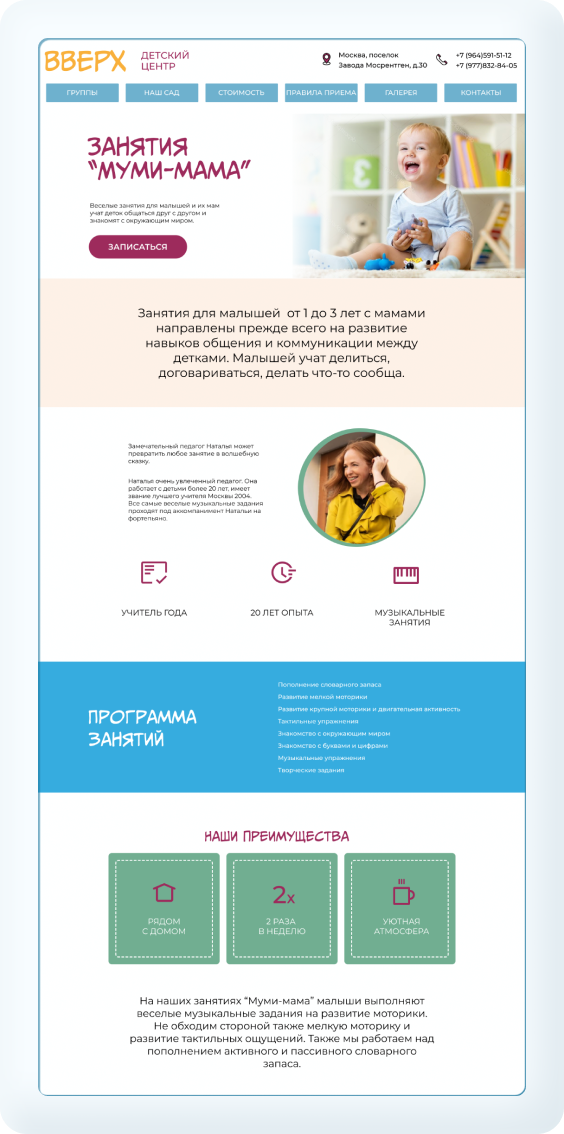 ВВЕРХ
ДЕТСКИЙ
ЦЕНТР
Москва, поселок
Завода Мосрентген, д.30
+7 (964)591-51-12
+7 (977)832-84-05
ГРУППЫ
НАШ САД
СТОИМОСТЬ
ПРАВИЛА ПРИЕМА
ГАЛЕРЕЯ
КОНТАКТЫ
ЗАНЯТИЯ
“МУМИ-МАМА”
Веселые занятия для малышей и их мам
учат деток общаться друг с другом и
знакомят с окружающим миром.
ЗАПИСАТЬСЯ
Занятия для малышей от 1 до 3 лет с мамами
направлены прежде всего на развитие
навыков общения и коммуникации между
детками. Малышей учат делиться,
договариваться, делать что-то сообща.
Замечательный педагог Наталья может
превратить любое занятие в волшебную
сказку.
Наталья очень увлеченный педагог. Она
работает с детьми более 20 лет, имеет
звание лучшего учителя Москвы 2004.
Все самые веселые музыкальные задания
проходят под аккомпанимент Натальи на
фортепьяно.
УЧИТЕЛЬ ГОДА
20 ЛЕТ ОПЫТА
МУЗЫКАЛЬНЫЕ
ЗАНЯТИЯ
ПРОГРАММА
ЗАНЯТИЙ
Пополнение словарного запаса
Развитие мелкой моторики
Развитие крупной моторики и двигательная активность
Тактильные упражнения
Знакомство с окружающим миром
Знакомство с буквами и цифрами
Музыкальные упражнения
Творческие задания
НАШИ ПРЕИМУЩЕСТВА
РЯДОМ
С ДОМОМ
2x
2 РАЗА
В НЕДЕЛЮ
УЮТНАЯ
АТМОСФЕРА
На наших занятиях “Муми-мама” малыши выполняют
веселые музыкальные задания на развитие моторики.
Не обходим стороной также мелкую моторику и
развитие тактильных ощущений. Также мы работаем над
пополнением активного и пассивного словарного
запаса.